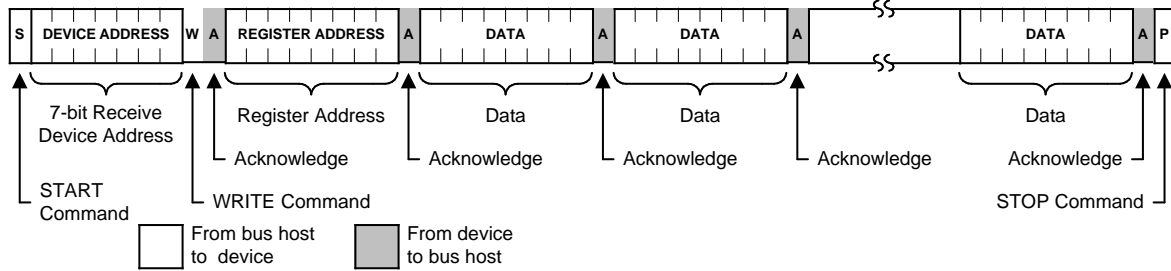 S DEVICE ADDRESS W A REGISTER ADDRESS A DATA A DATA A DATA A P
7-bit Receive
Device Address
Register Address
Data
Data
Data
Acknowledge
Acknowledge
Acknowledge
Acknowledge
Acknowledge
START
Command
WRITE Command
STOP Command
From bus host
to device
From device
to bus host